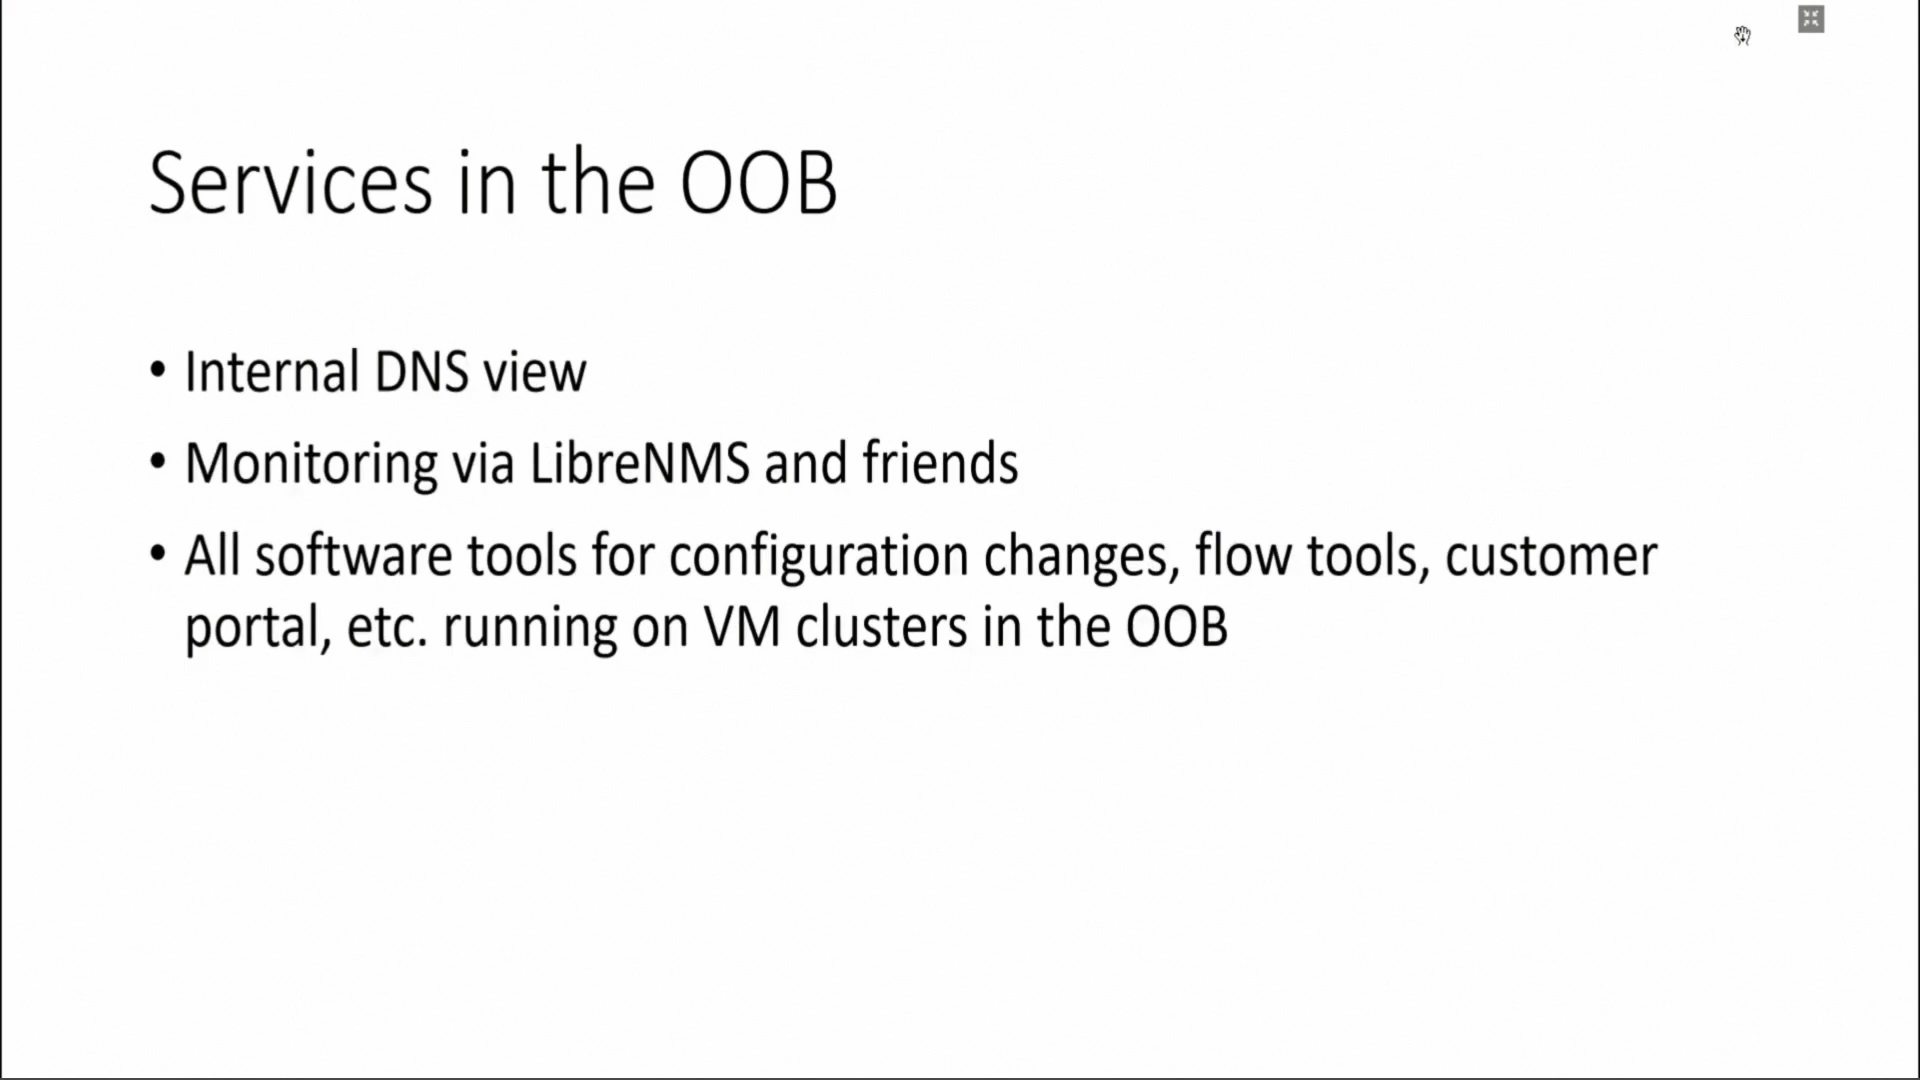 Services in the OOB
• Internal DNS view
• Monitoring via LibreNMS and friends
• All software tools for configuration changes, flow tools, customer
portal, etc. running on VM clusters in the OOB